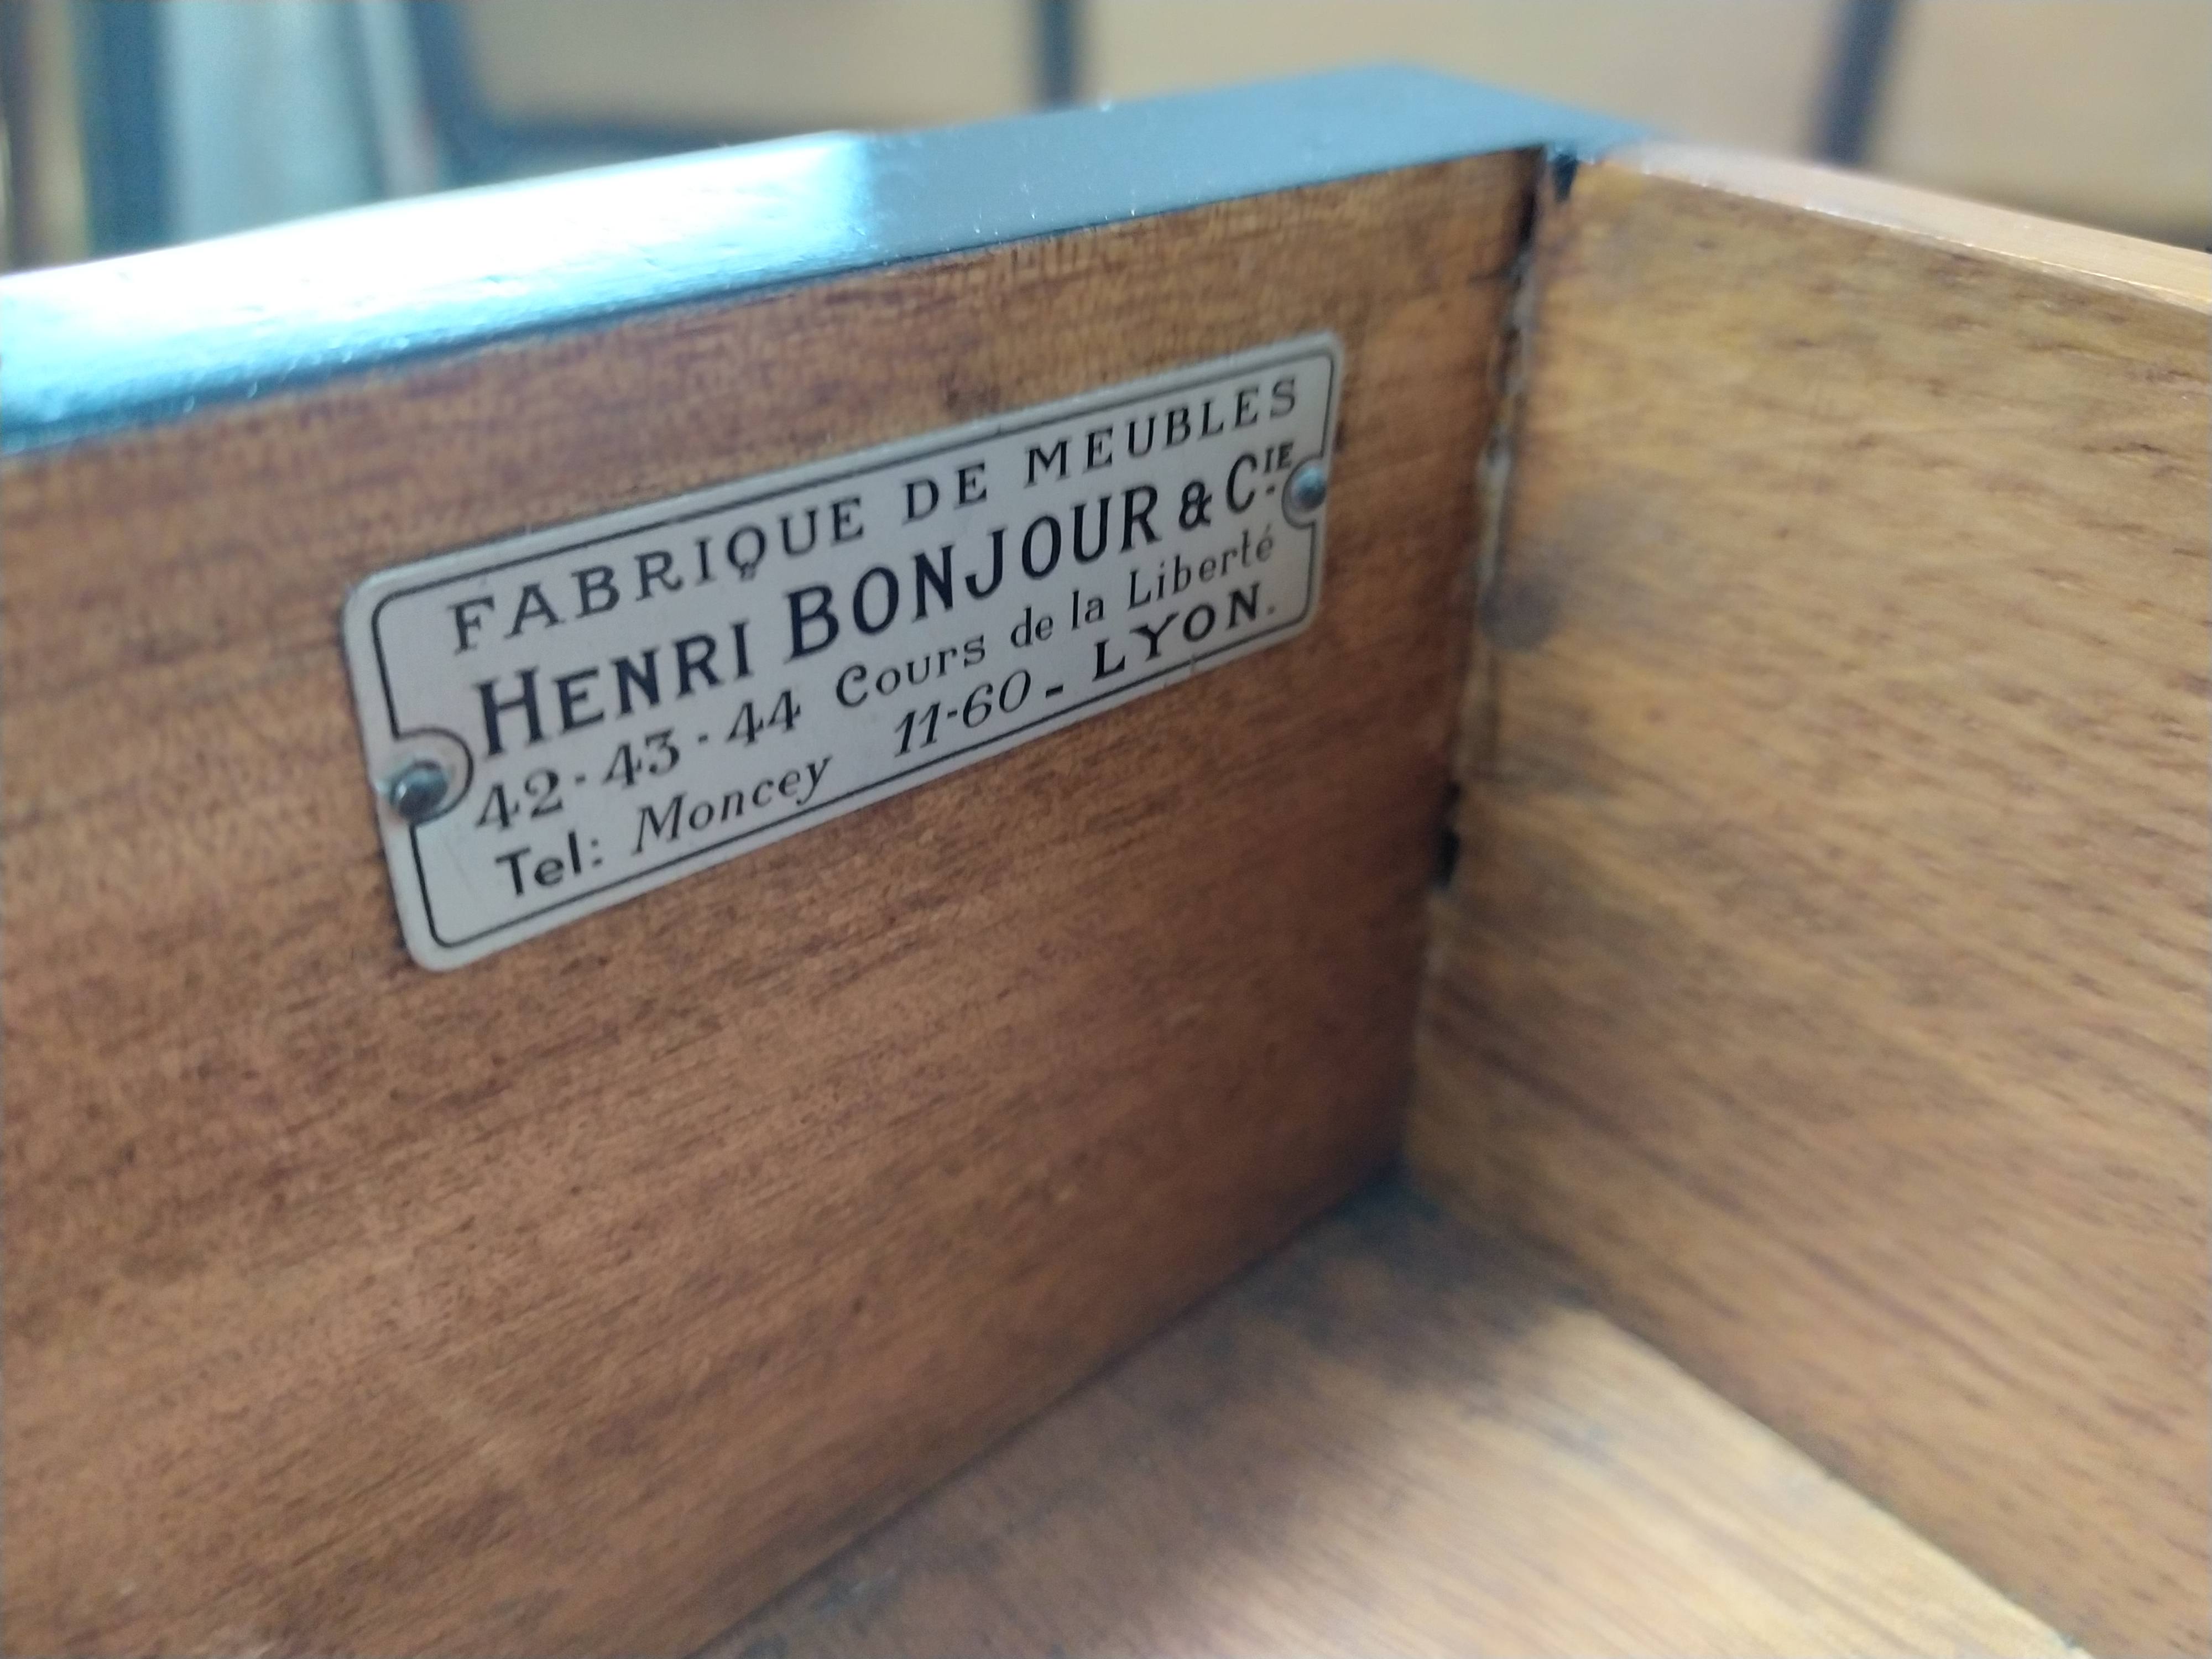 FABRIQUE DE MEUBLES
HENRI BONJOUR & CIE
42-43-44 Cours de la Liberté
Tel: Moncey 11-60 - LYON.